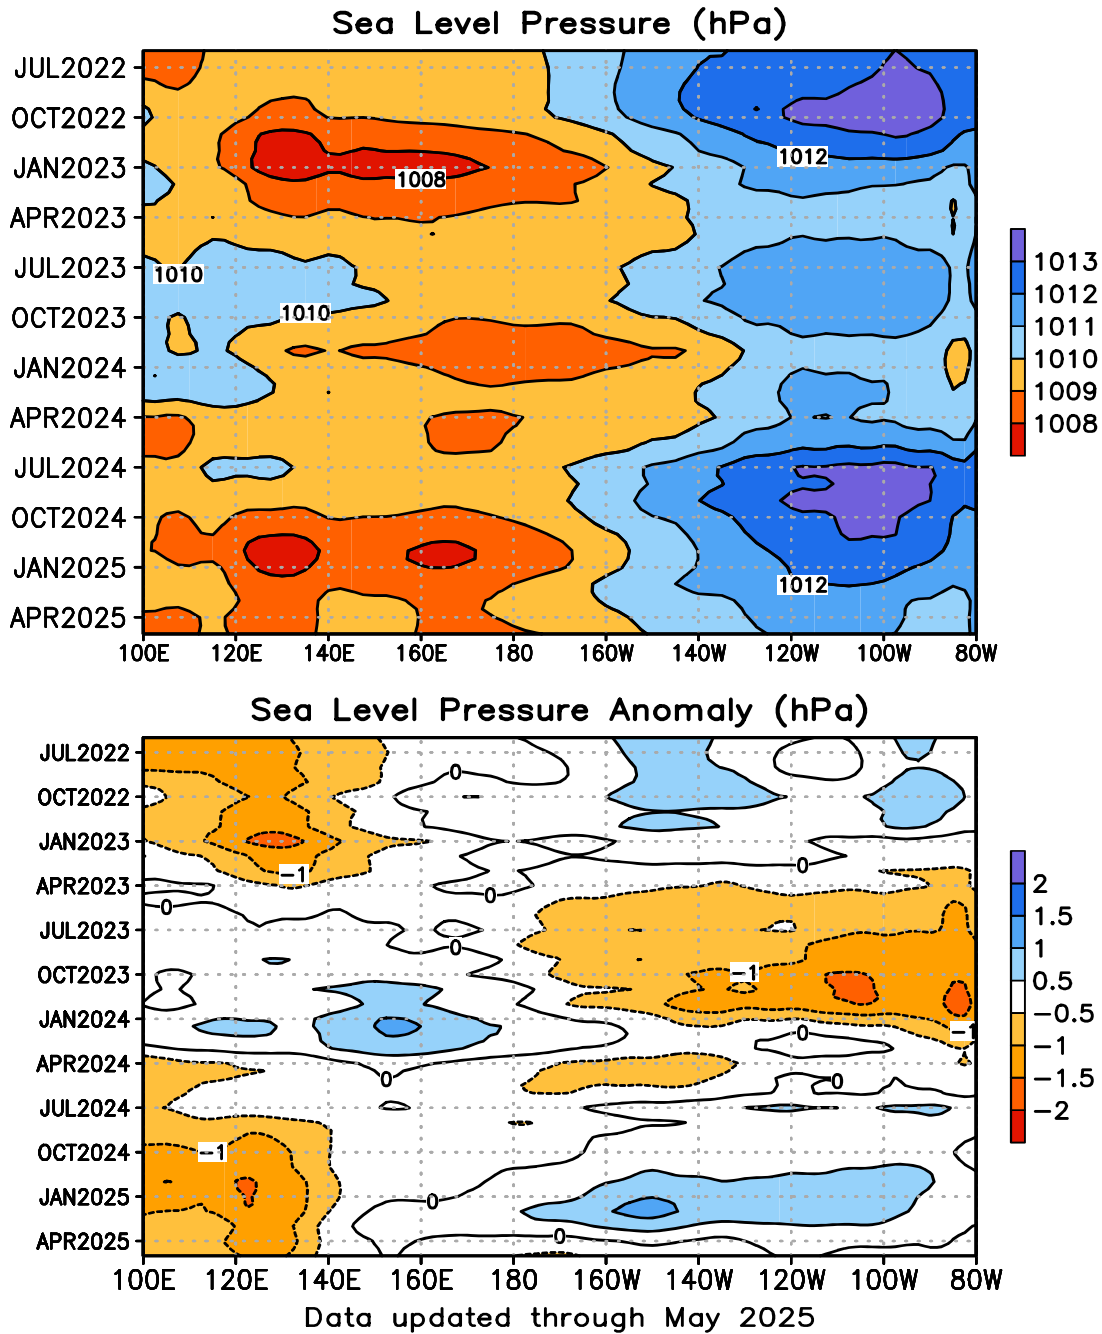 Sea Level Pressure (hPa)
JUL2022
OCT2022
JAN2023
APR2023
JUL2023
OCT2023
JAN2024
APR2024
JUL2024
OCT2024
JAN2025
APR2025
1012
1008
1010
1010
1012
1013
1012
1011
1010
1009
1008
100E 120E 140E 160E 180 160W 140W 120W 100W 80W
Sea Level Pressure Anomaly (hPa)
JUL2022
OCT2022
JAN2023
APR2023
JUL2023
OCT2023
JAN2024
APR2024
JUL2024
OCT2024
JAN2025
APR2025
0
0
-1
0
0
0
-1
0
-1
0
0
-1
0
0
2
1.5
1
0.5
-0.5
-1
-1.5
-2
100E 120E 140E 160E 180 160W 140W 120W 100W 80W
Data updated through May 2025